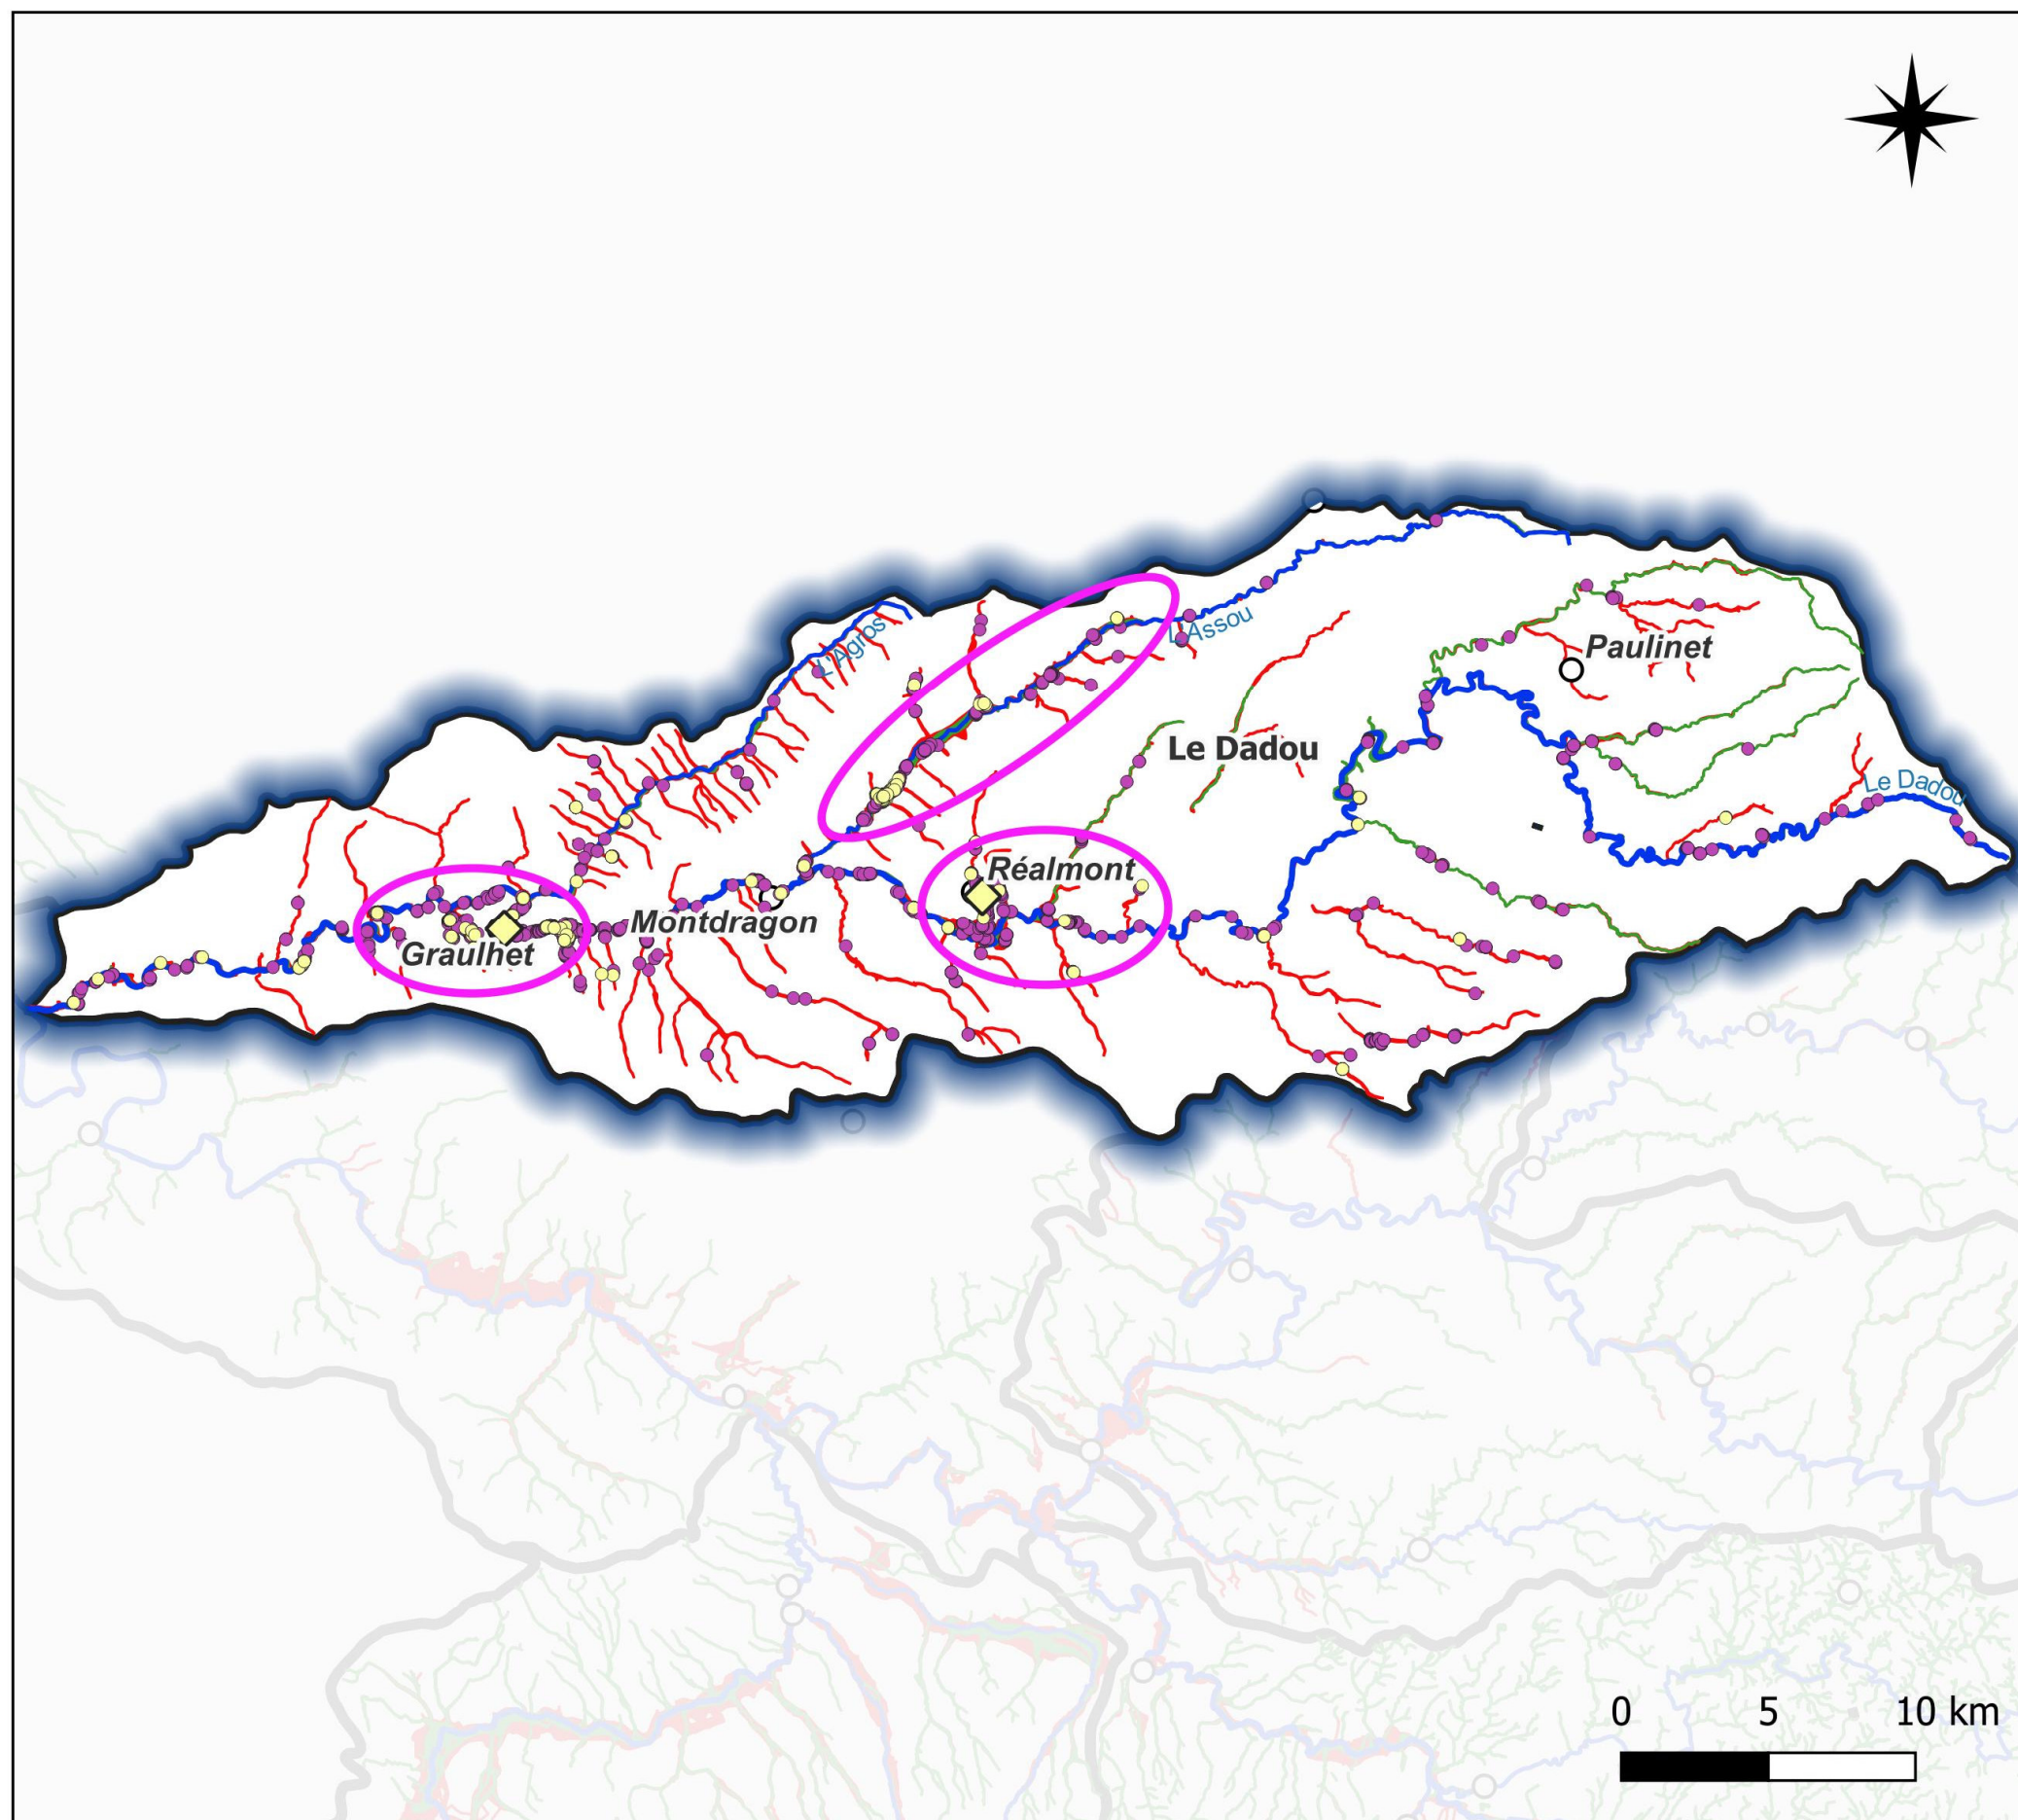 L'Agros
L'Assou
Paulinet
Le Dadou
Le Dadou
Réalmont
Montdragon
Graulhet
0 5 10 km